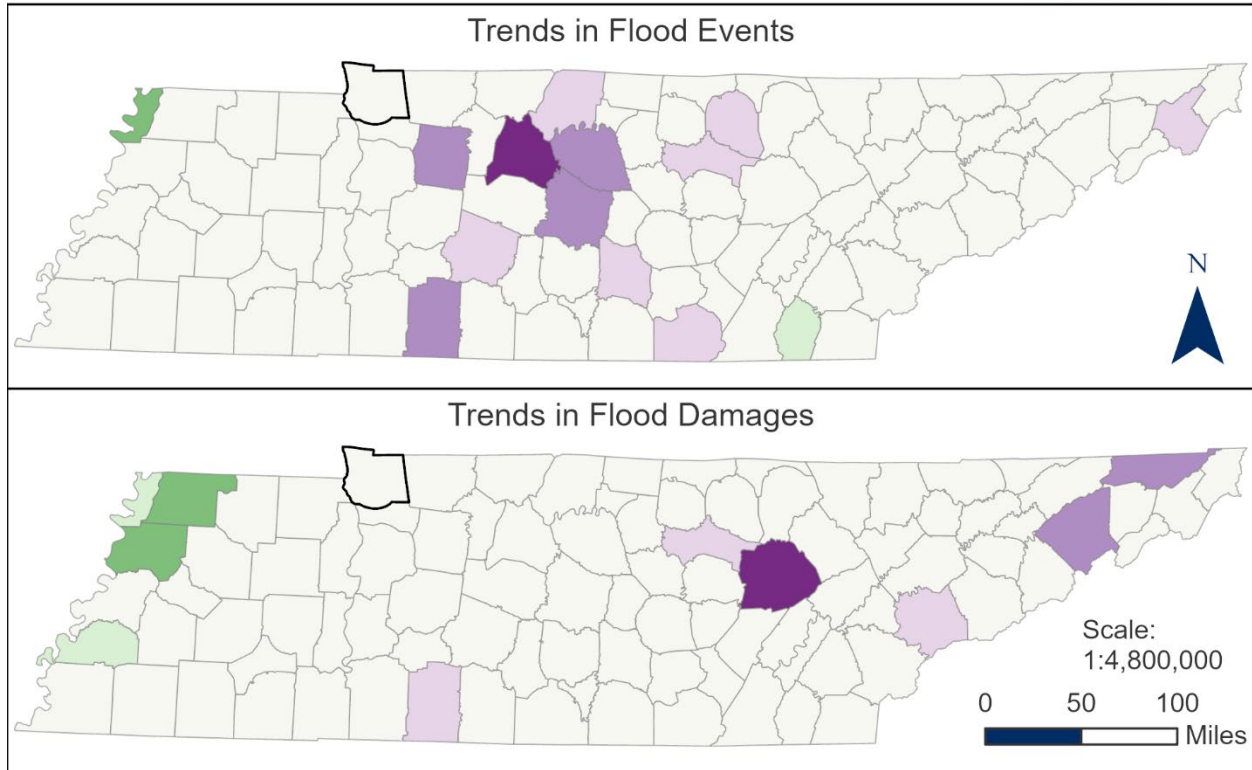 Trends in Flood Events
N
Trends in Flood Damages
Scale:
1:4,800,000
0 50 100
Miles